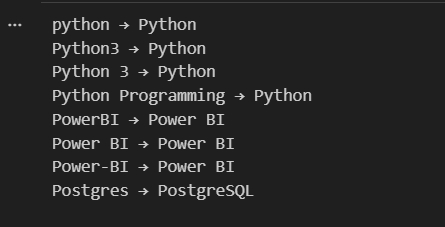 python → Python
Python3 → Python
Python 3 → Python
Python Programming → Python
PowerBI → Power BI
Power BI → Power BI
Power-BI → Power BI
Postgres → PostgreSQL